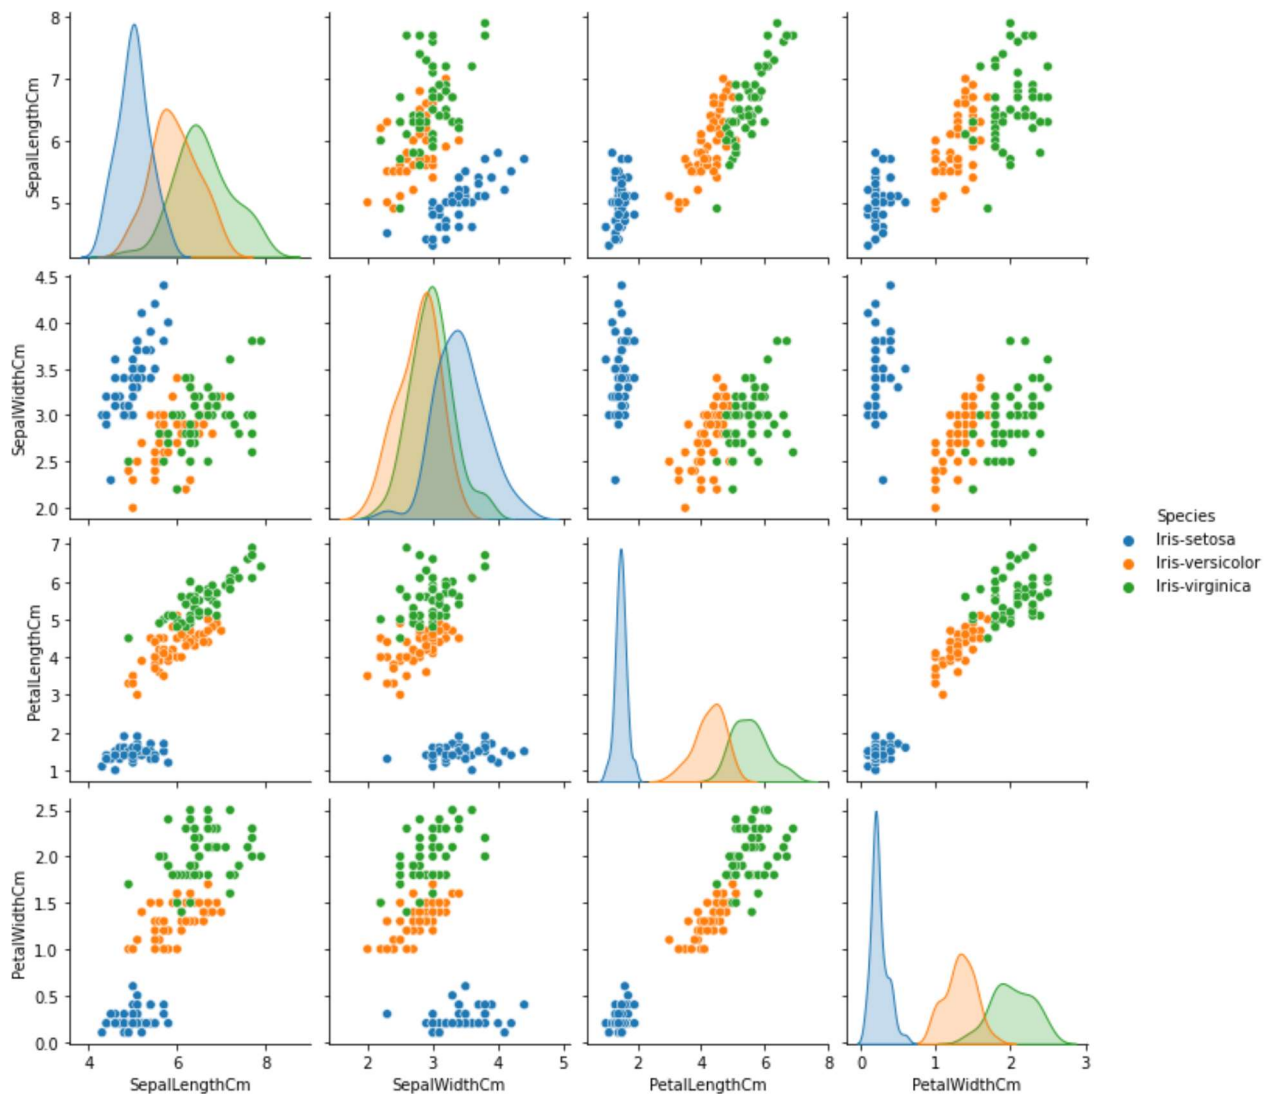 SepalLengthCm
8
7
6
5
SepalWidthCm
4.5
4.0
3.5
3.0
2.5
2.0
Species
Iris-setosa
Iris-versicolor
Iris-virginica
PetalLengthCm
7
6
5
4
3
2
1
PetalWidthCm
2.5
2.0
1.5
1.0
0.5
0.0
4 6 8 2 3 4 5 2 4 6 8 0 1 2 3
SepalLengthCm SepalWidthCm PetalLengthCm PetalWidthCm